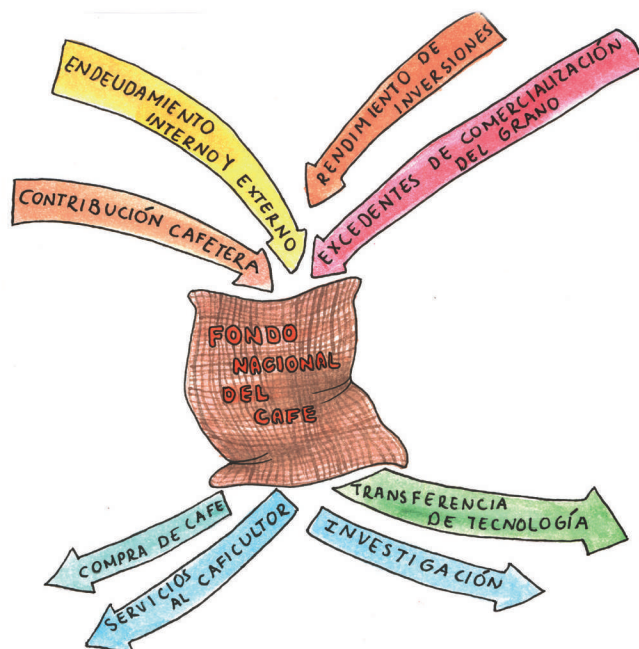 ENDEUDAMIENTO
INTERNO Y EXTERNO
RENDIMIENTO DE
INVERSIONES
EXCEDENTES DE COMERCIALIZACIÓN
DEL GRANO
CONTRIBUCIÓN CAFETERA
FONDO
NACIONAL
DEL
CAFE
COMPRA DE CAFE
SERVICIOS
AL CAFICULTOR
INVESTIGACIÓN
TRANSFERENCIA
DE TECNOLOGÍA